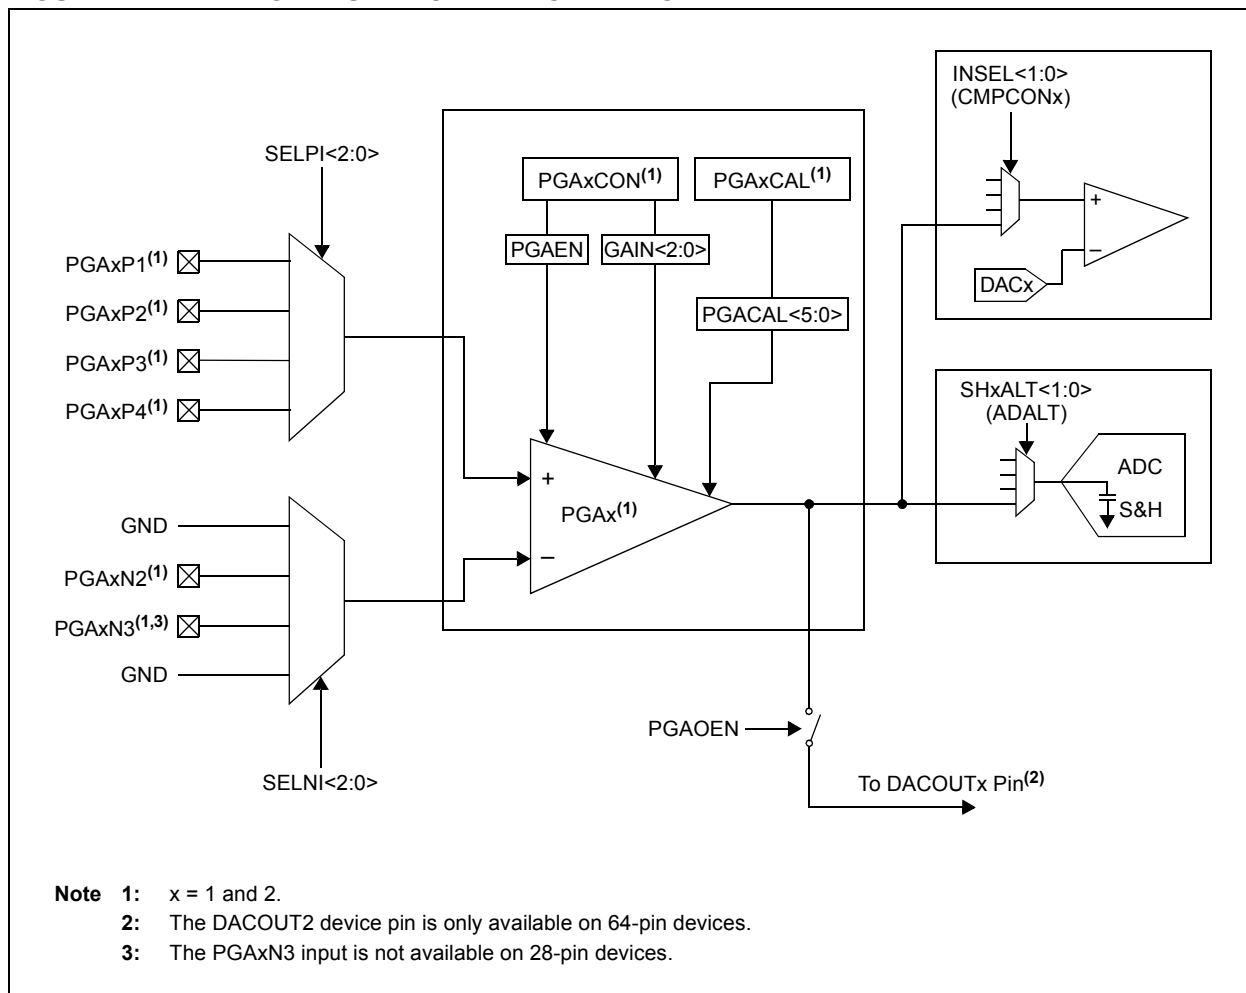 INSEL<1:0>
(CMPCONx)
SELPI<2:0>
PGAxCON(1)
PGAxCAL(1)
+
PGAEN
GAIN<2:0>
PGAxP1(1)
–
DACx
PGAxP2(1)
PGACAL<5:0>
PGAxP3(1)
SHxALT<1:0>
(ADALT)
PGAxP4(1)
ADC
+
S&H
PGAx(1)
GND
–
PGAxN2(1)
PGAxN3(1,3)
GND
PGAOEN
SELNI<2:0>
To DACOUTx Pin(2)
Note 1: x = 1 and 2.
2: The DACOUT2 device pin is only available on 64-pin devices.
3: The PGAxN3 input is not available on 28-pin devices.